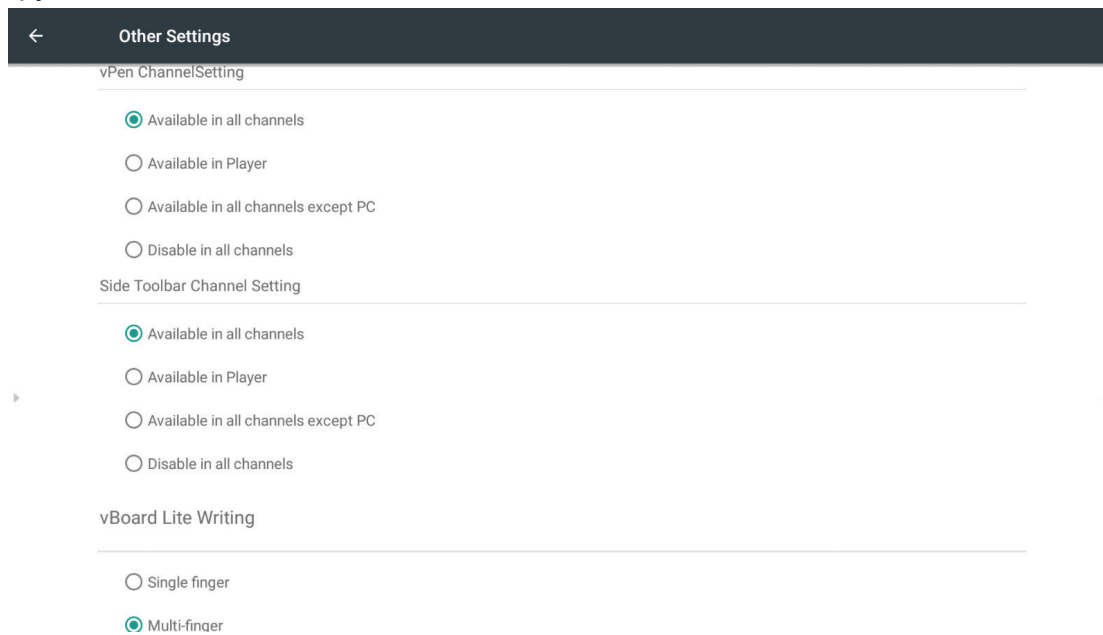 Other Settings
vPen ChannelSetting
Available in all channels
Available in Player
Available in all channels except PC
Disable in all channels
Side Toolbar Channel Setting
Available in all channels
Available in Player
Available in all channels except PC
Disable in all channels
vBoard Lite Writing
Single finger
Multi-finger